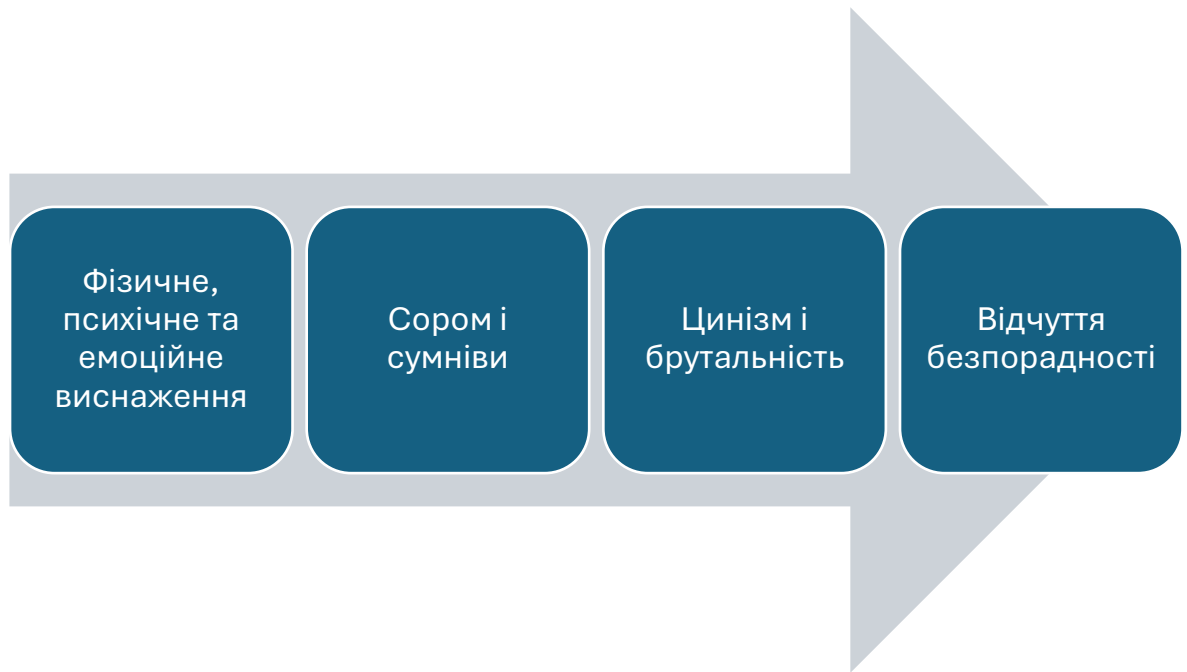 Фізичне,
психічне та
емоційне
виснаження
Сором і
сумніви
Цинізм і
брутальність
Відчуття
безпорадності